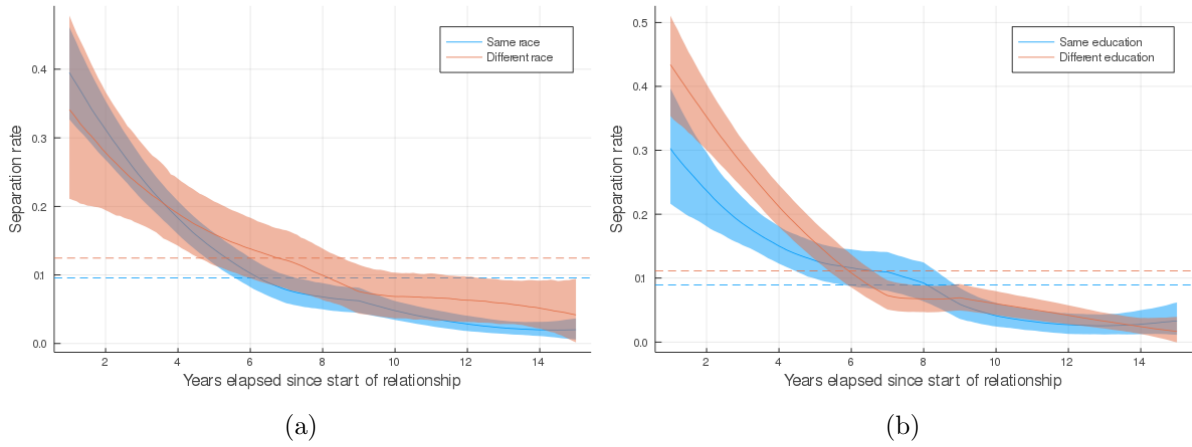 Same race
Different race
0.4
0.3
0.2
0.1
0.0
Separation rate
2 4 6 8 10 12 14
Years elapsed since start of relationship
(a)
Same education
Different education
0.5
0.4
0.3
0.2
0.1
0.0
Separation rate
2 4 6 8 10 12 14
Years elapsed since start of relationship
(b)